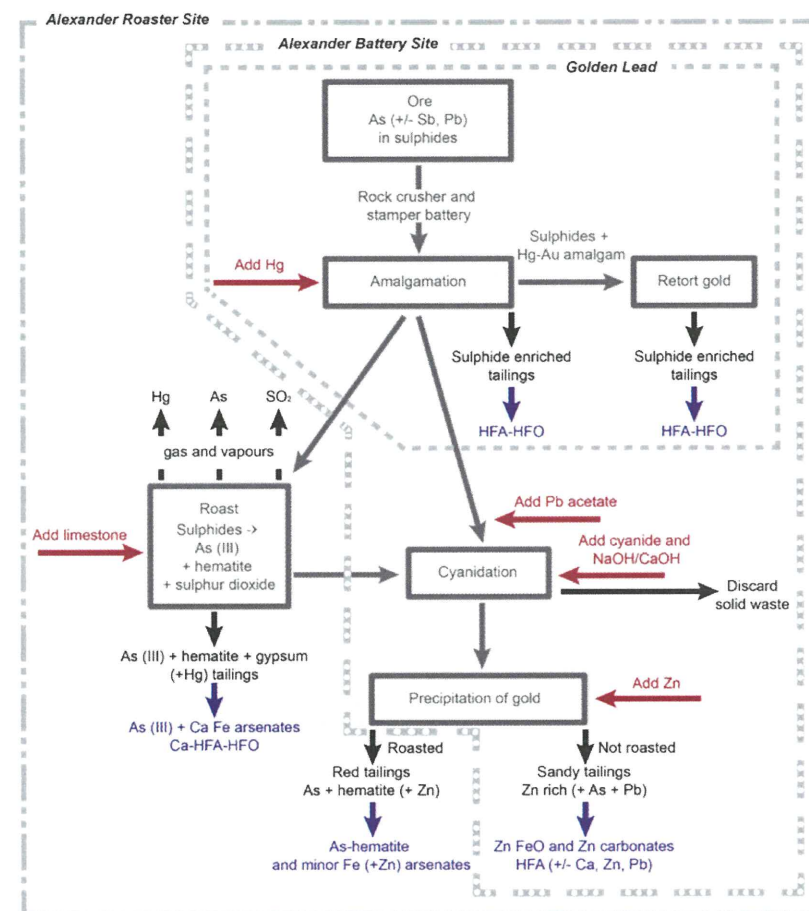 Alexander Roaster Site
Alexander Battery Site
Golden Lead
Ore
As (+/- Sb, Pb)
in sulphides
Rock crusher and
stamper battery
Sulphides +
Hg-Au amalgam
Add Hg
Amalgamation
Retort gold
Sulphide enriched
tailings
Sulphide enriched
tailings
HFA-HFO
HFA-HFO
Hg
As
SO₂
gas and vapours
Roast
Sulphides ->
As (III)
+ hematite
+ sulphur dioxide
Add limestone
Add Pb acetate
Add cyanide and
NaOH/CaOH
Cyanidation
Discard
solid waste
As (III) + hematite + gypsum
(+Hg) tailings
As (III) + Ca Fe arsenates
Ca-HFA-HFO
Precipitation of gold
Add Zn
Roasted
Not roasted
Red tailings
As + hematite (+ Zn)
Sandy tailings
Zn rich (+ As + Pb)
As-hematite
and minor Fe (+Zn) arsenates
Zn FeO and Zn carbonates
HFA (+/- Ca, Zn, Pb)